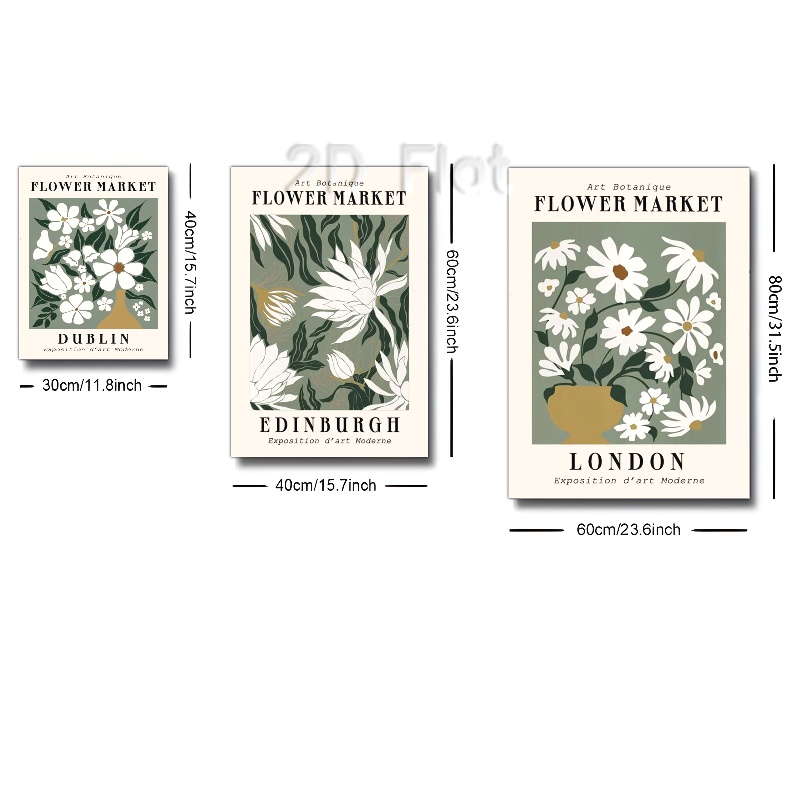 2D Flat
Art Botanique
FLOWER MARKET
DUBLIN
Exposition d'art Moderne
40cm/15.7inch
30cm/11.8inch
Art Botanique
FLOWER MARKET
EDINBURGH
Exposition d'art Moderne
60cm/23.6inch
40cm/15.7inch
Art Botanique
FLOWER MARKET
LONDON
Exposition d'art Moderne
80cm/31.5inch
60cm/23.6inch